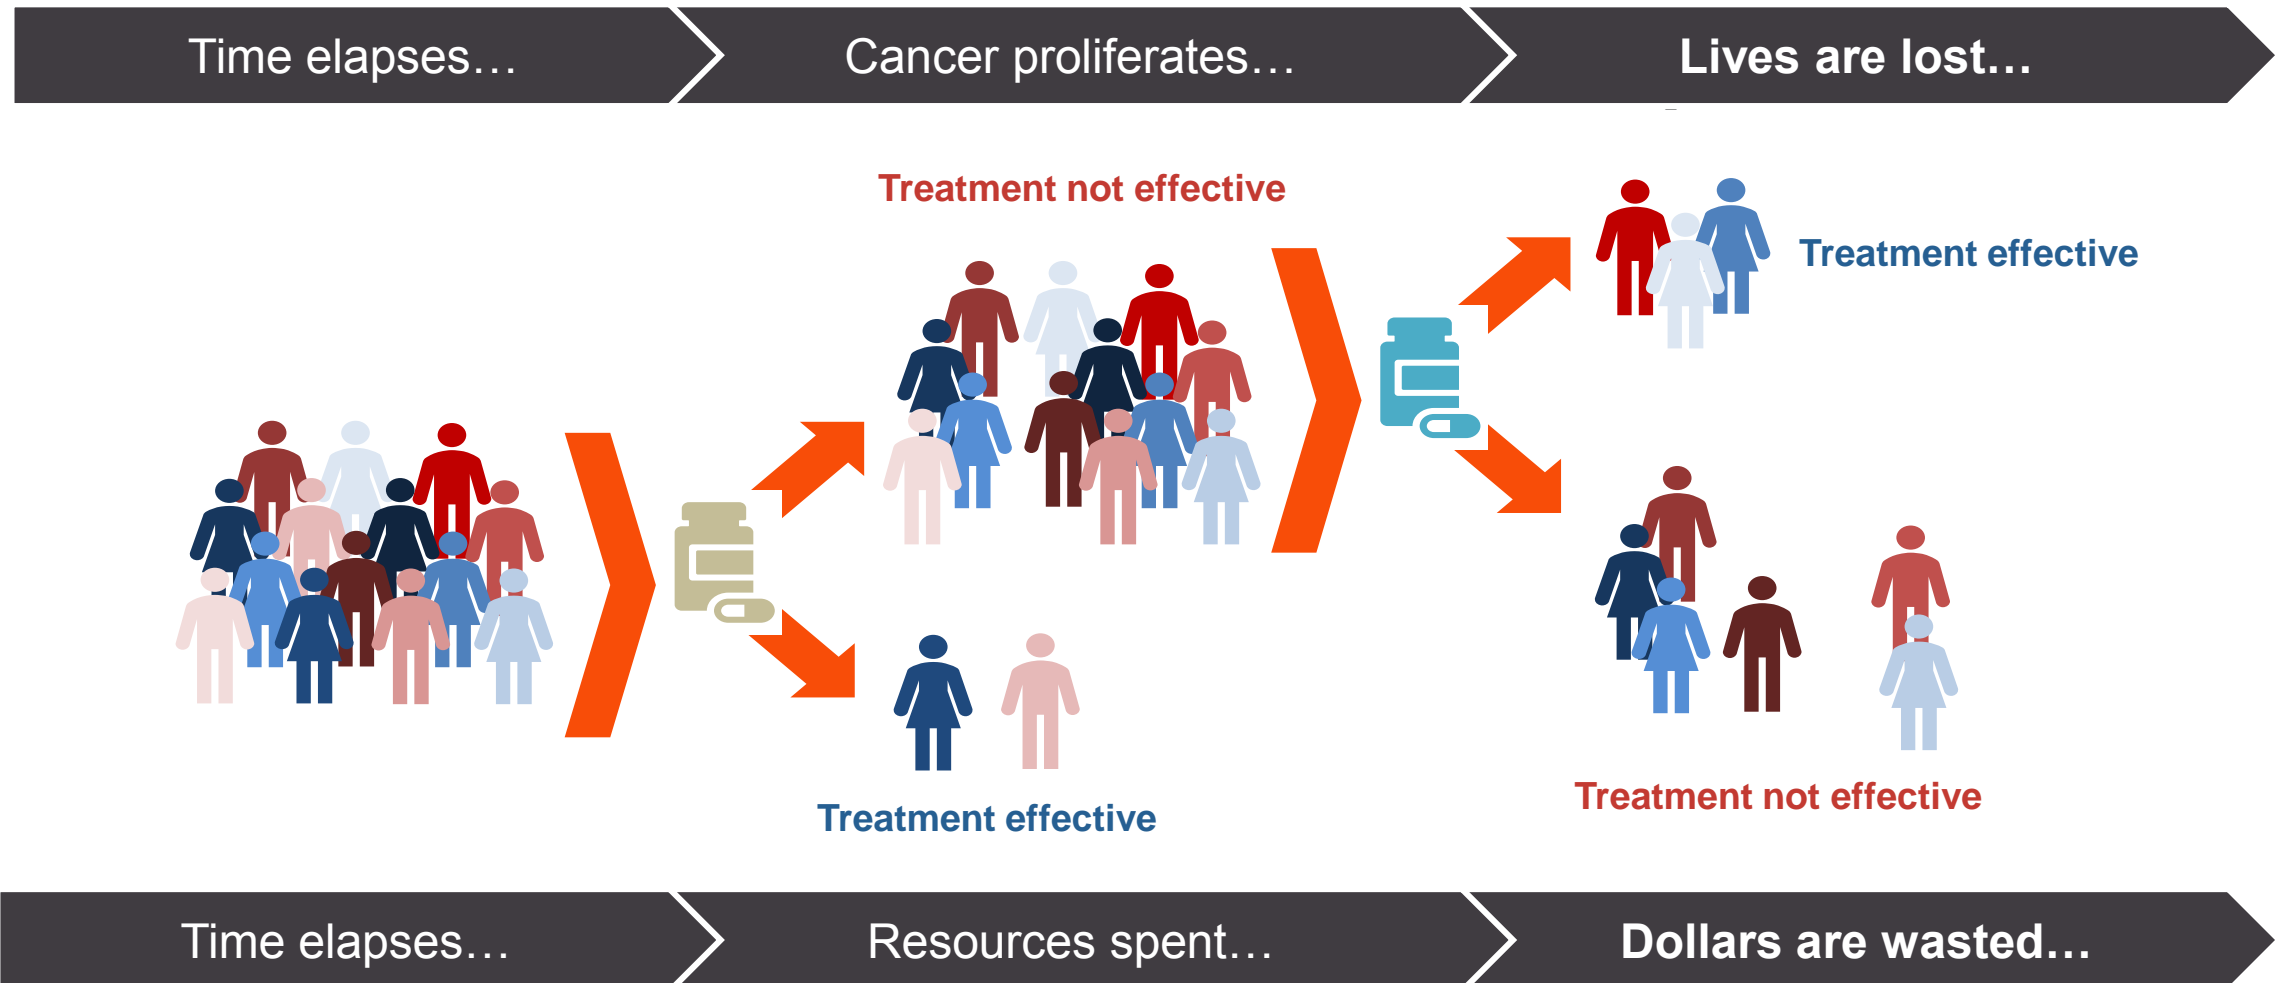 Time elapses…
Cancer proliferates…
Lives are lost…
Treatment not effective
Treatment effective
Treatment effective
Treatment not effective
Time elapses…
Resources spent…
Dollars are wasted…